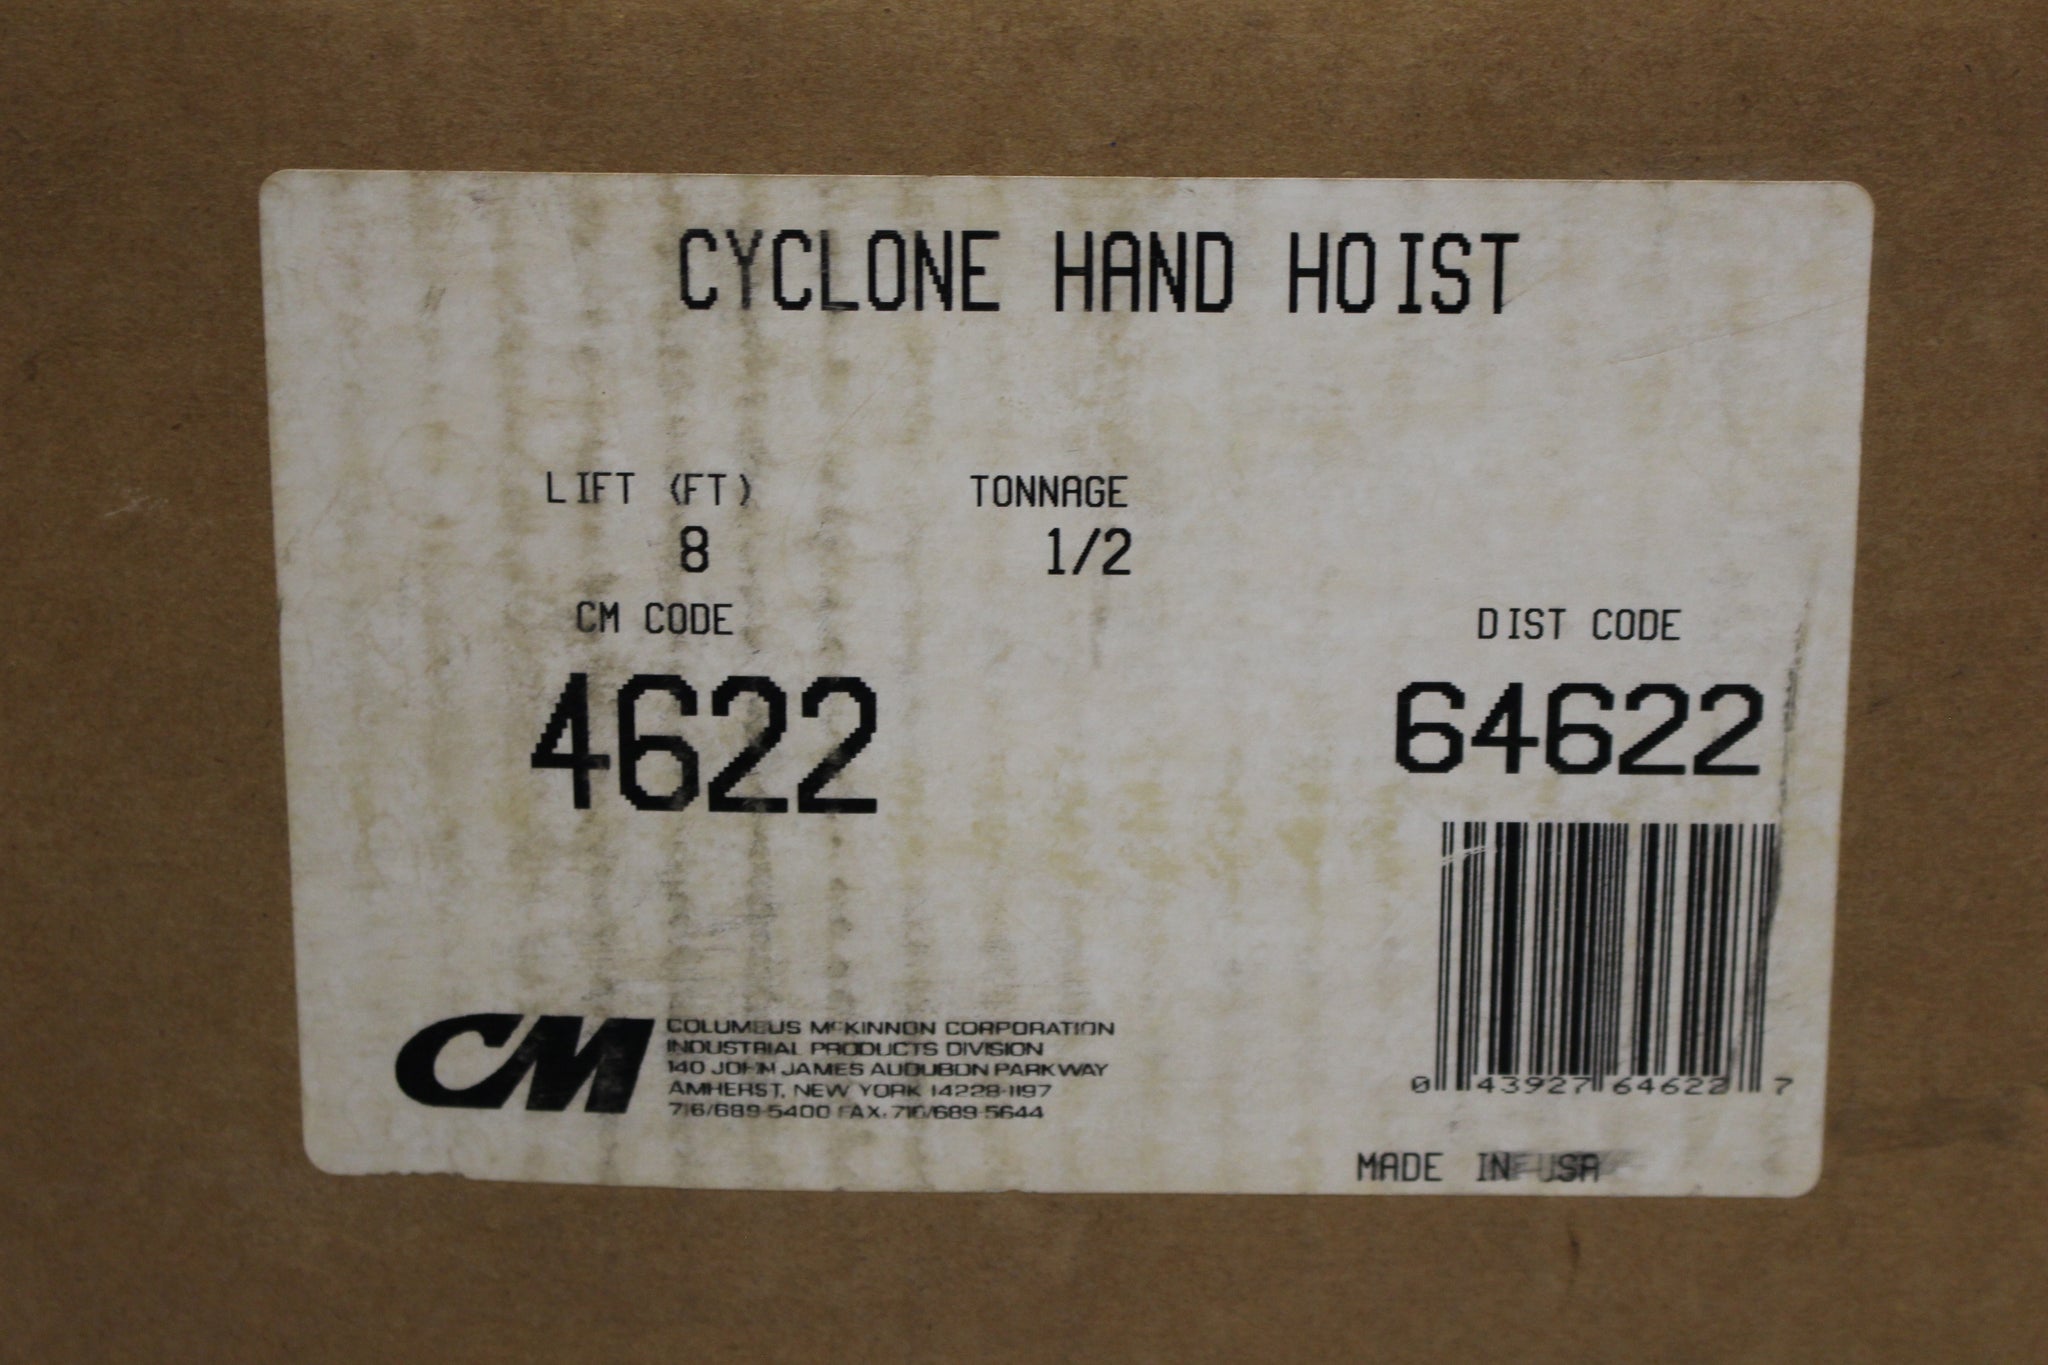 CYCLONE HAND HOIST
LIFT (FT) TONNAGE
8 1/2
CM CODE DIST CODE
4622 64622
0 43927 64622 7
CM
COLUMBUS McKINNON CORPORATION
INDUSTRIAL PRODUCTS DIVISION
140 JOHN JAMES AUDUBON PARKWAY
AMHERST, NEW YORK 14228-1197
716/689-5400 FAX: 716/689-5644
MADE IN USA